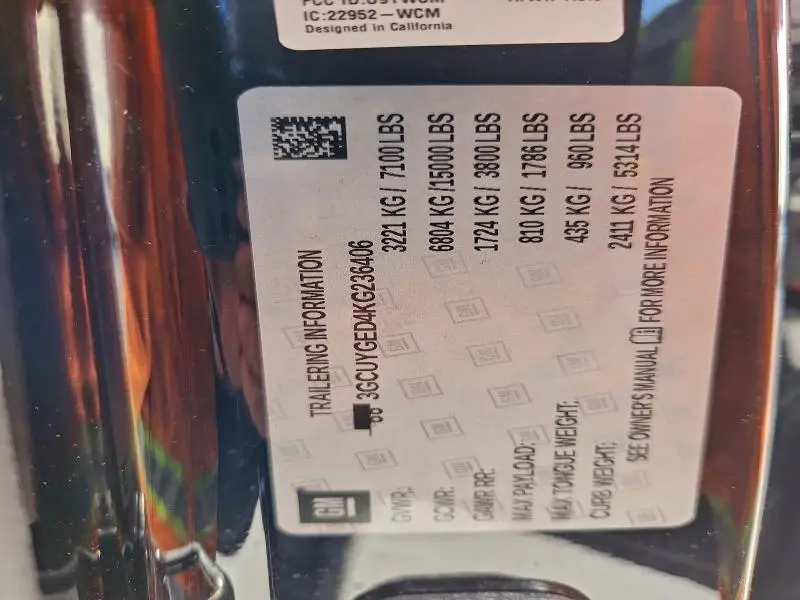 IC:22952-WCM
Designed in California
GM
TRAILERING INFORMATION
3GCUYGED4KG236406
GVWR: 3221 KG / 7100 LBS
GCWR: 6804 KG /15000 LBS
GAWR RR: 1724 KG / 3800 LBS
MAX PAYLOAD: 810 KG / 1786 LBS
MAX TONGUE WEIGHT: 435 KG / 960 LBS
CURB WEIGHT: 2411 KG / 5314 LBS
SEE OWNER'S MANUAL FOR MORE INFORMATION